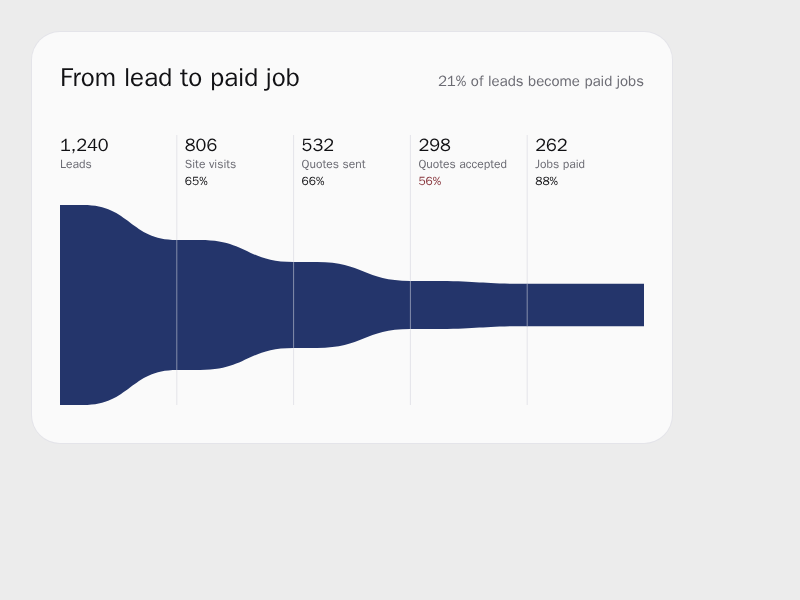 From lead to paid job
21% of leads become paid jobs
1,240
Leads
806
Site visits
65%
532
Quotes sent
66%
298
Quotes accepted
56%
262
Jobs paid
88%